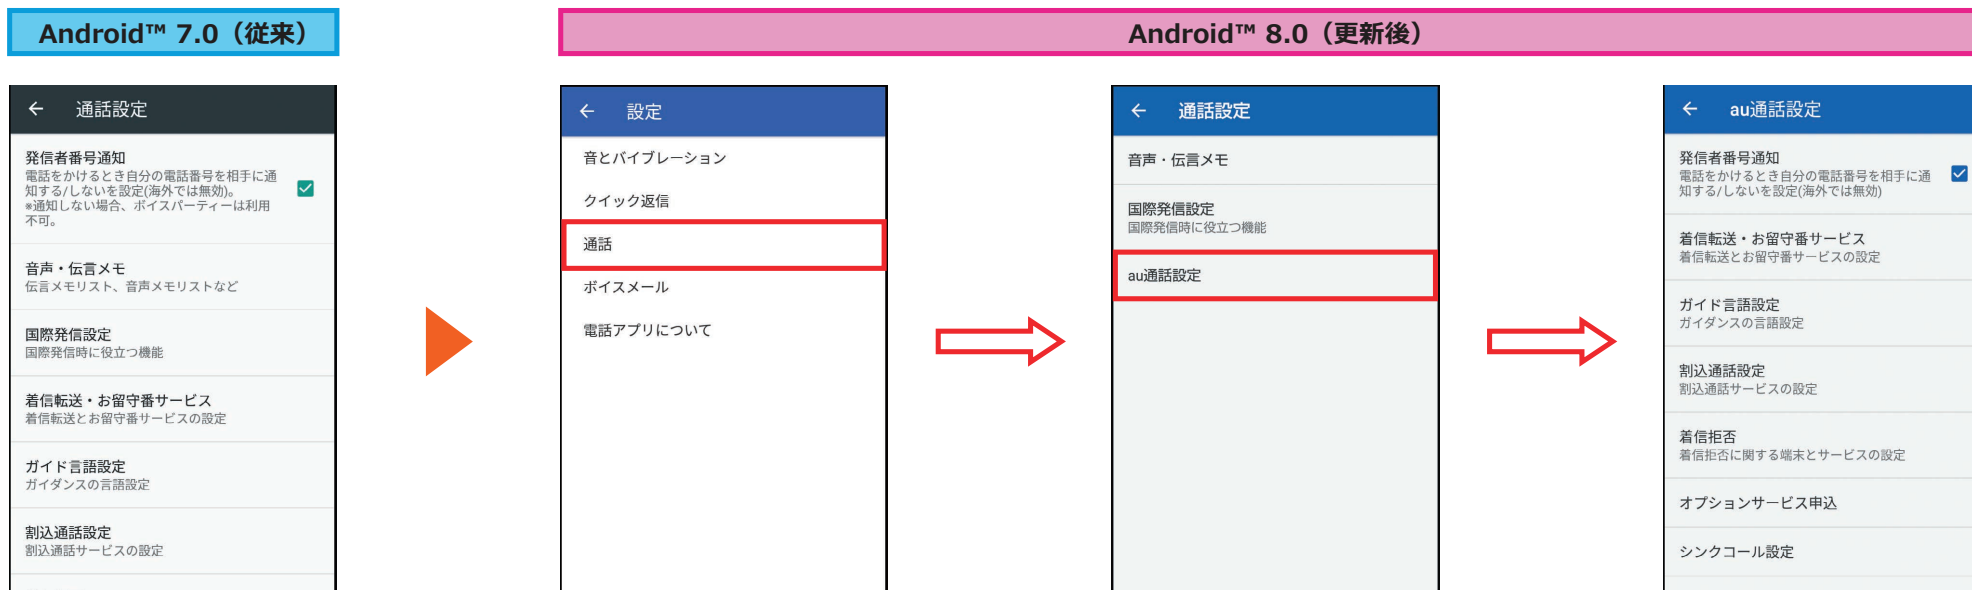 Android™ 7.0（従来）
Android™ 8.0（更新後）
通話設定
発信者番号通知
電話をかけるとき自分の電話番号を相手に通
知する/しないを設定(海外では無効)。
※通知しない場合、ボイスパーティーは利用
不可。
音声・伝言メモ
伝言メモリスト、音声メモリストなど
国際発信設定
国際発信時に役立つ機能
着信転送・お留守番サービス
着信転送とお留守番サービスの設定
ガイド言語設定
ガイダンスの言語設定
割込通話設定
割込通話サービスの設定
設定
音とバイブレーション
クイック返信
通話
ボイスメール
電話アプリについて
通話設定
音声・伝言メモ
国際発信設定
国際発信時に役立つ機能
au通話設定
au通話設定
発信者番号通知
電話をかけるとき自分の電話番号を相手に通
知する/しないを設定(海外では無効)
着信転送・お留守番サービス
着信転送とお留守番サービスの設定
ガイド言語設定
ガイダンスの言語設定
割込通話設定
割込通話サービスの設定
着信拒否
着信拒否に関する端末とサービスの設定
オプションサービス申込
シンクコール設定